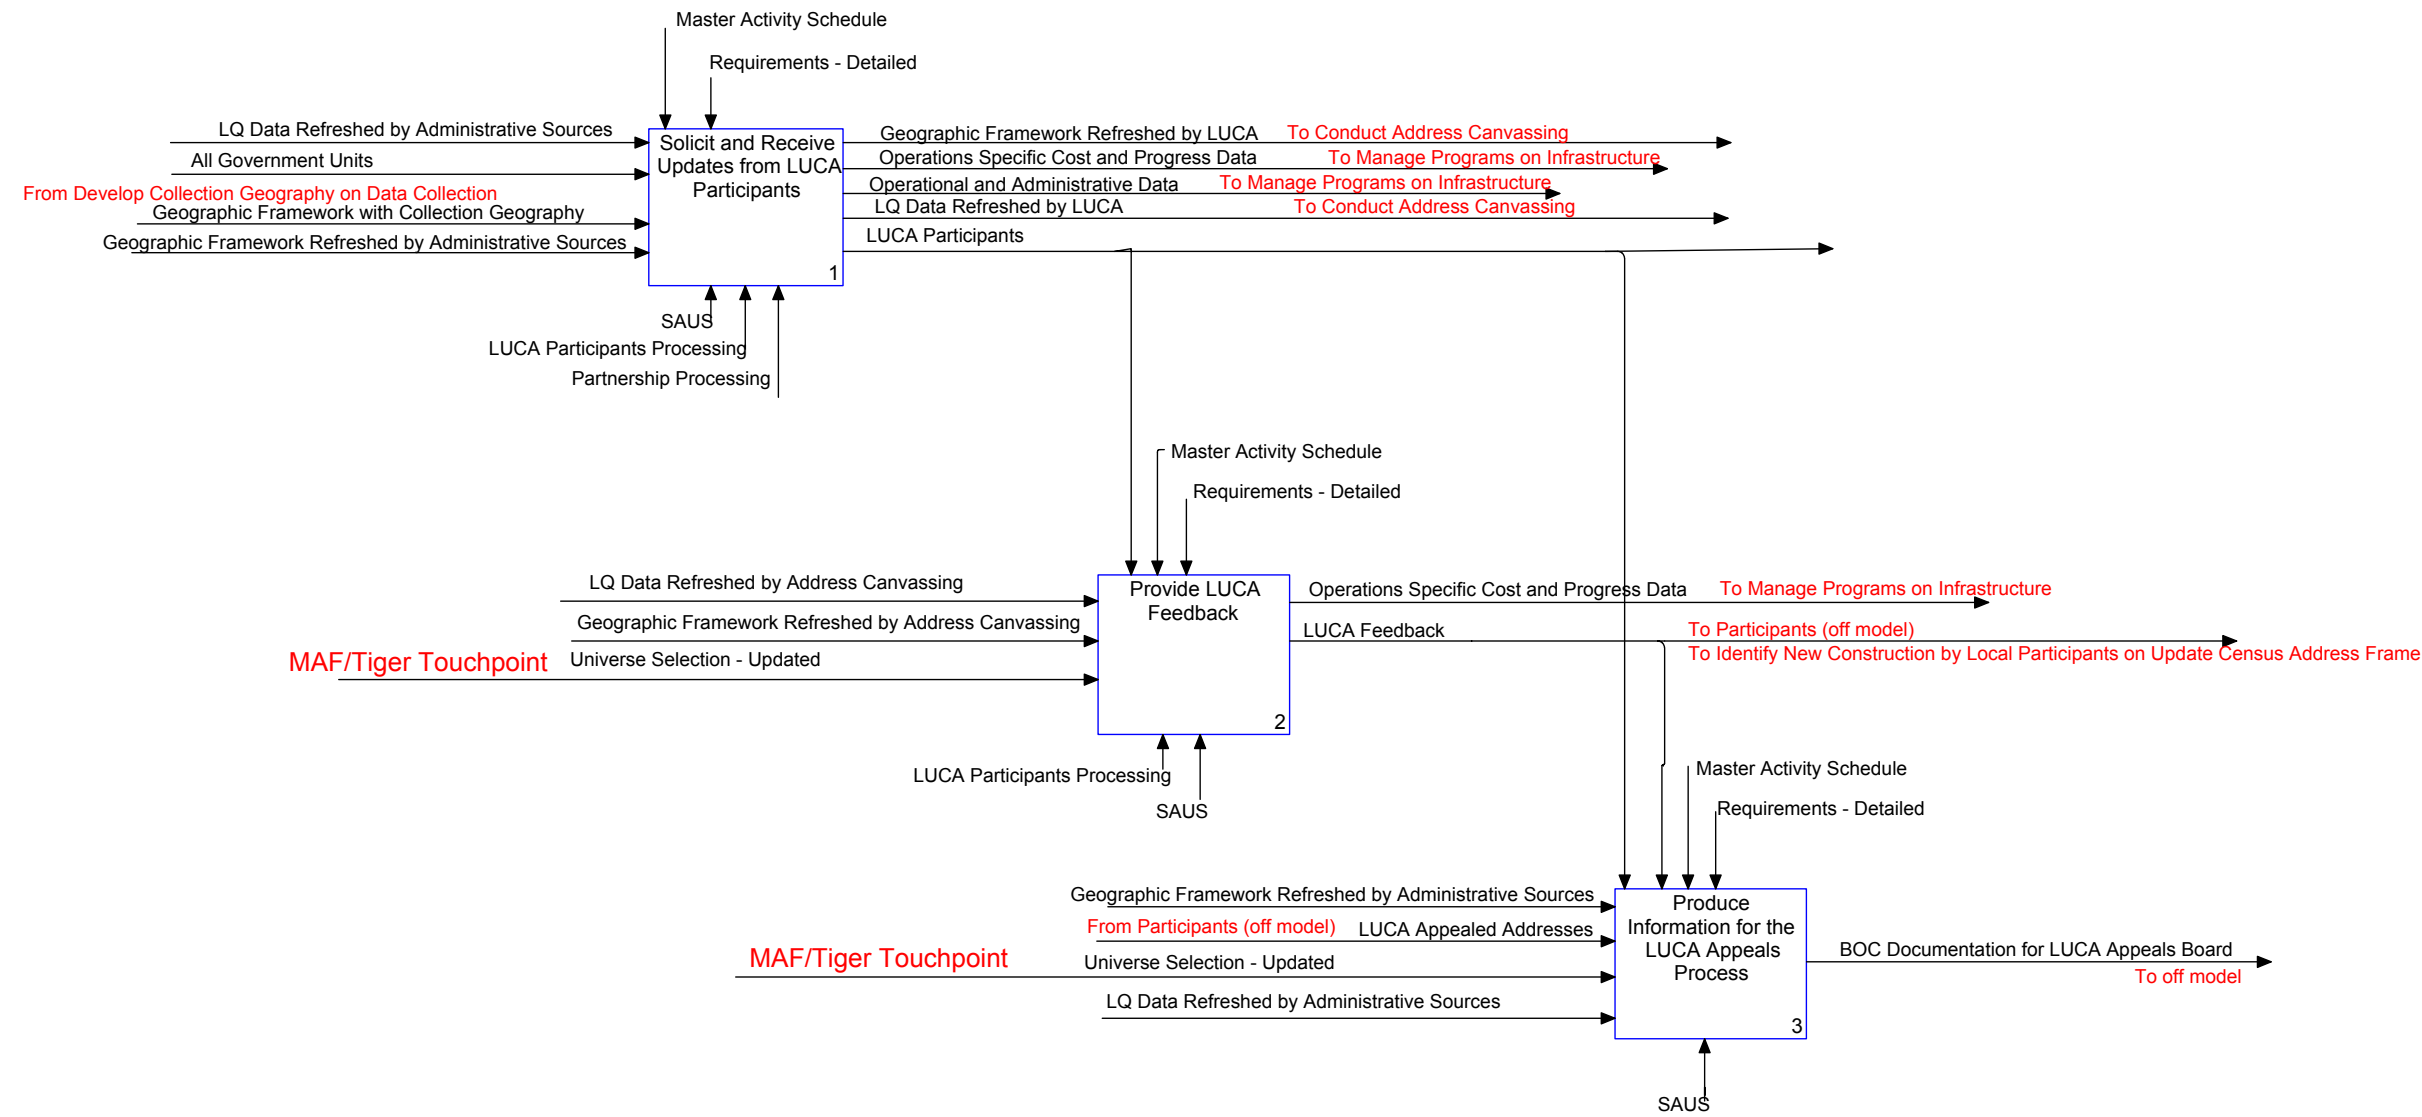 Master Activity Schedule
Requirements - Detailed
LQ Data Refreshed by Administrative Sources
All Government Units
From Develop Collection Geography on Data Collection
Geographic Framework with Collection Geography
Geographic Framework Refreshed by Administrative Sources
Solicit and Receive
Updates from LUCA
Participants
1
Geographic Framework Refreshed by LUCA To Conduct Address Canvassing
Operations Specific Cost and Progress Data To Manage Programs on Infrastructure
Operational and Administrative Data To Manage Programs on Infrastructure
LQ Data Refreshed by LUCA To Conduct Address Canvassing
LUCA Participants
SAUS
LUCA Participants Processing
Partnership Processing
Master Activity Schedule
Requirements - Detailed
LQ Data Refreshed by Address Canvassing
Geographic Framework Refreshed by Address Canvassing
MAF/Tiger Touchpoint Universe Selection - Updated
Provide LUCA
Feedback
2
Operations Specific Cost and Progress Data To Manage Programs on Infrastructure
LUCA Feedback To Participants (off model)
To Identify New Construction by Local Participants on Update Census Address Frame
LUCA Participants Processing
SAUS
Master Activity Schedule
Requirements - Detailed
Geographic Framework Refreshed by Administrative Sources
From Participants (off model) LUCA Appealed Addresses
MAF/Tiger Touchpoint Universe Selection - Updated
LQ Data Refreshed by Administrative Sources
Produce
Information for the
LUCA Appeals
Process
3
BOC Documentation for LUCA Appeals Board
To off model
SAUS